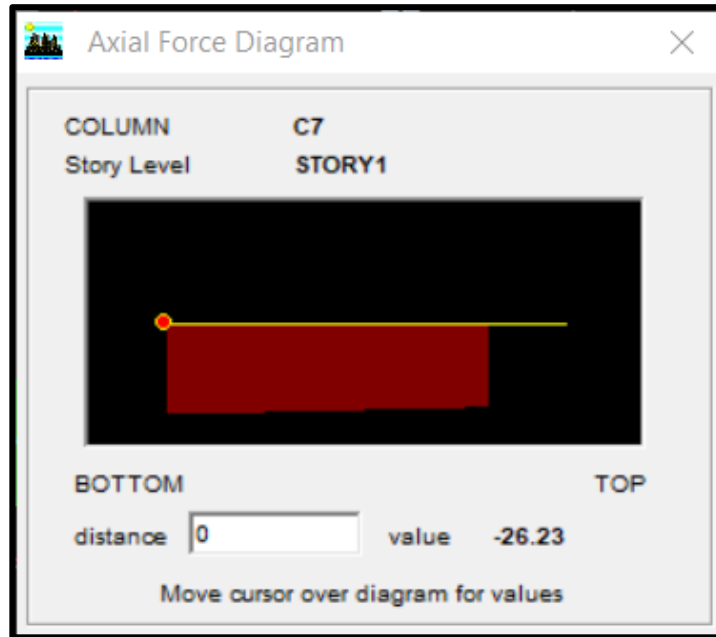 Axial Force Diagram
COLUMN C7
Story Level STORY1
BOTTOM TOP
distance 0 value -26.23
Move cursor over diagram for values